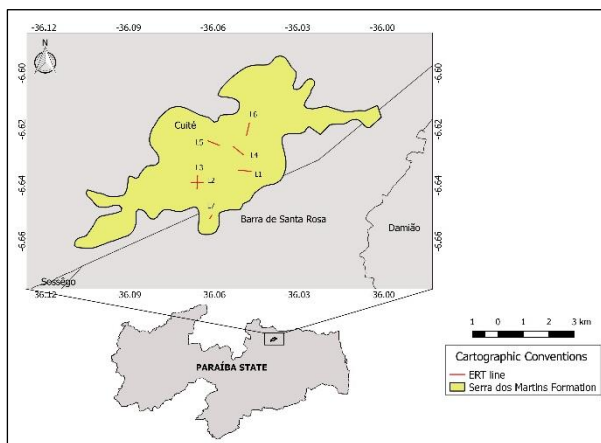 -36.12 -36.09 -36.06 -36.03 -36.00
N
-6.60 -6.60
-6.62 -6.62
-6.64 -6.64
-6.66 -6.66
L6
Cuité
L5
L4
L3
L2
L1
Barra de Santa Rosa
Damião
Sossêgo
-36.12 -36.09 -36.06 -36.03 -36.00
PARAÍBA STATE
1 0 1 2 3 km
Cartographic Conventions
ERT line
Serra dos Martins Formation